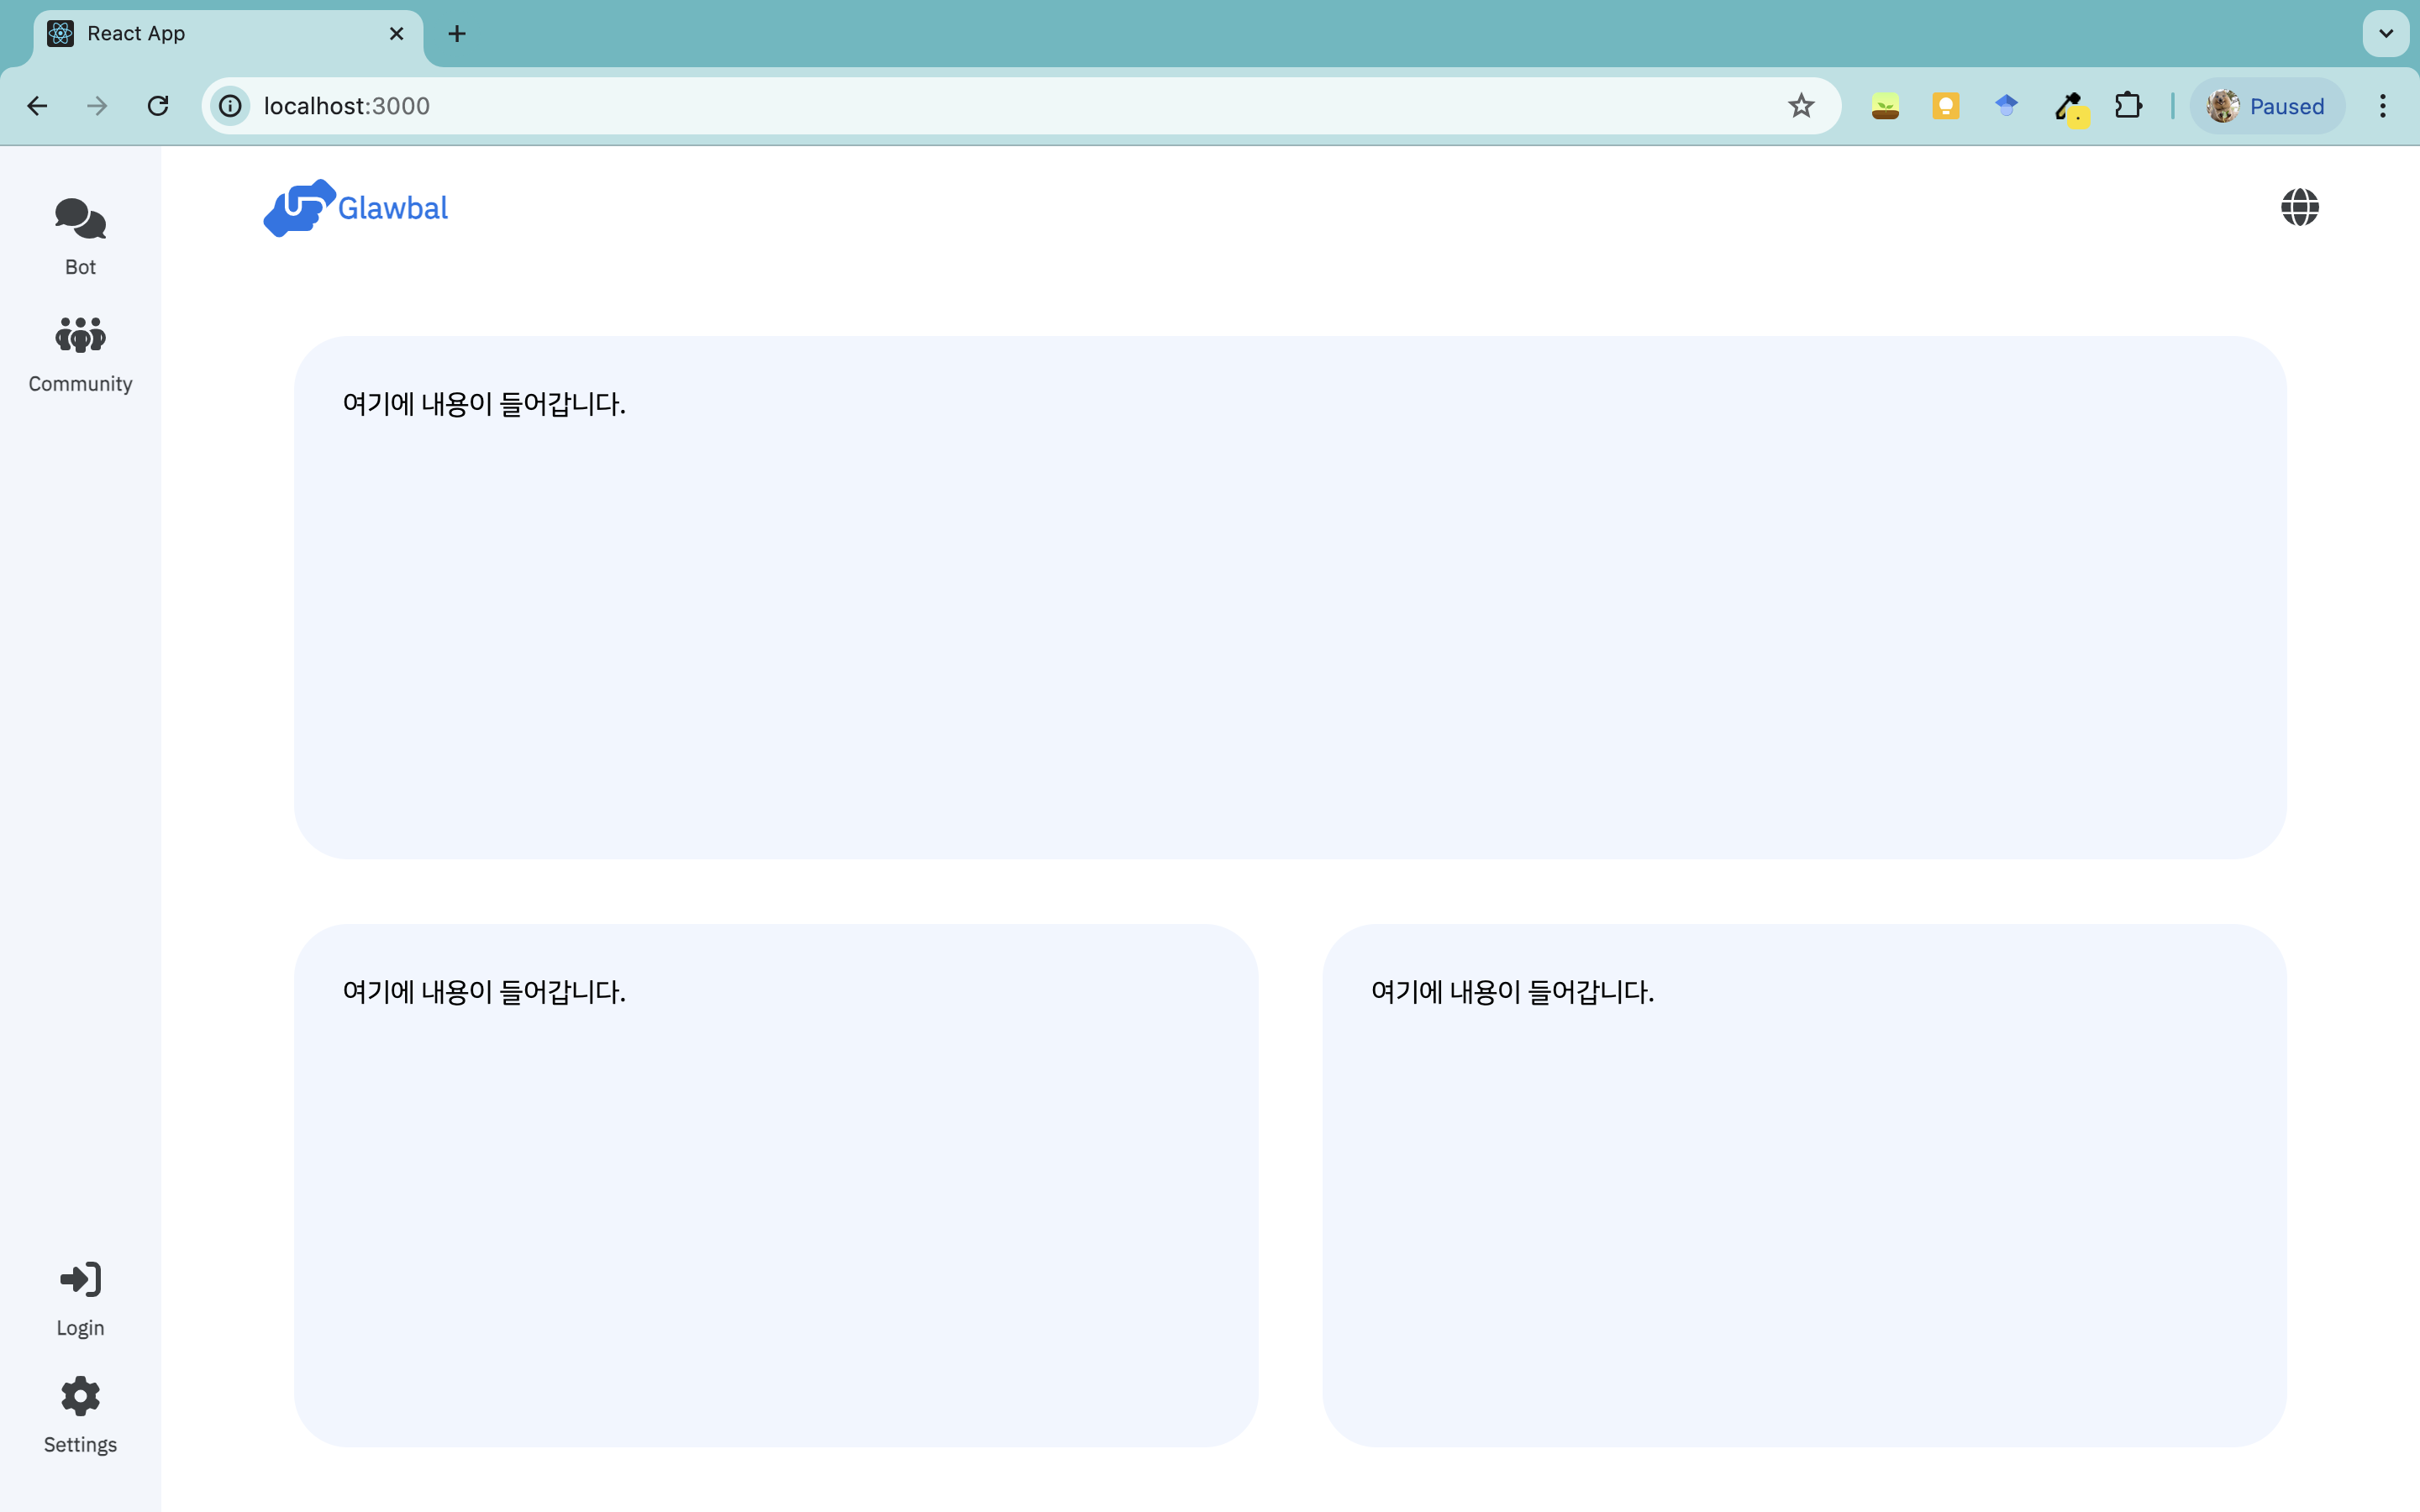 React App
localhost:3000
Paused
Glawbal
Bot
Community
여기에 내용이 들어갑니다.
여기에 내용이 들어갑니다.
여기에 내용이 들어갑니다.
Login
Settings